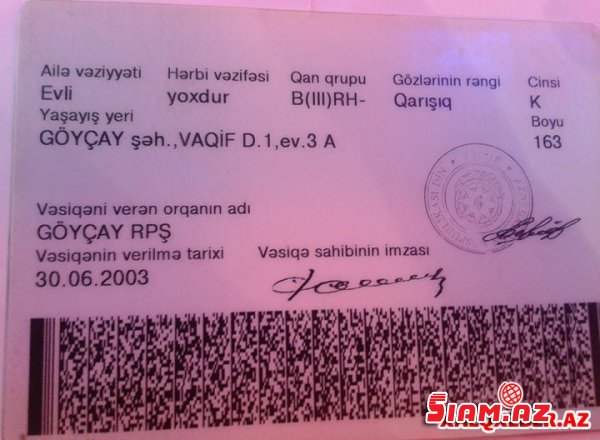 Ailə vəziyyəti Hərbi vəzifəsi Qan qrupu Gözlərinin rəngi Cinsi
Evli yoxdur B(III)RH- Qarışıq K
Yaşayış yeri Boyu
GÖYÇAY şəh.,VAQİF D.1,ev.3 A 163
Vəsiqəni verən orqanın adı
GÖYÇAY RPŞ
Vəsiqənin verilmə tarixi Vəsiqə sahibinin imzası
30.06.2003
SIAM.AZ